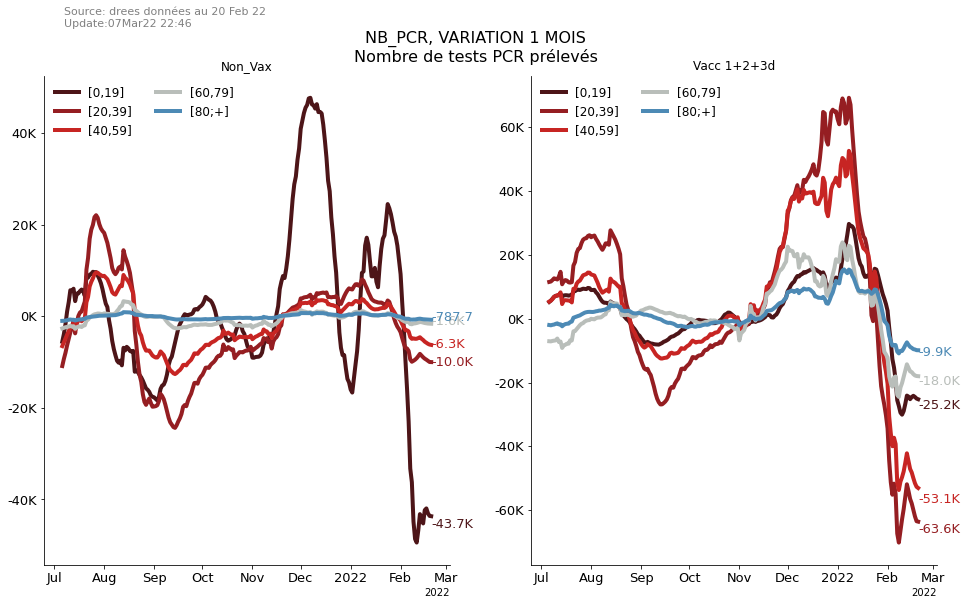 Source: drees données au 20 Feb 22
Update:07Mar22 22:46
NB_PCR, VARIATION 1 MOIS
Nombre de tests PCR prélevés
Non_Vax
[0,19]
[20,39]
[40,59]
[60,79]
[80;+]
40K
20K
0K
-20K
-40K
-787.7
-6.3K
-10.0K
-43.7K
Jul Aug Sep Oct Nov Dec 2022 Feb Mar
2022
Vacc 1+2+3d
[0,19]
[20,39]
[40,59]
[60,79]
[80;+]
60K
40K
20K
0K
-20K
-40K
-60K
-9.9K
-18.0K
-25.2K
-53.1K
-63.6K
Jul Aug Sep Oct Nov Dec 2022 Feb Mar
2022